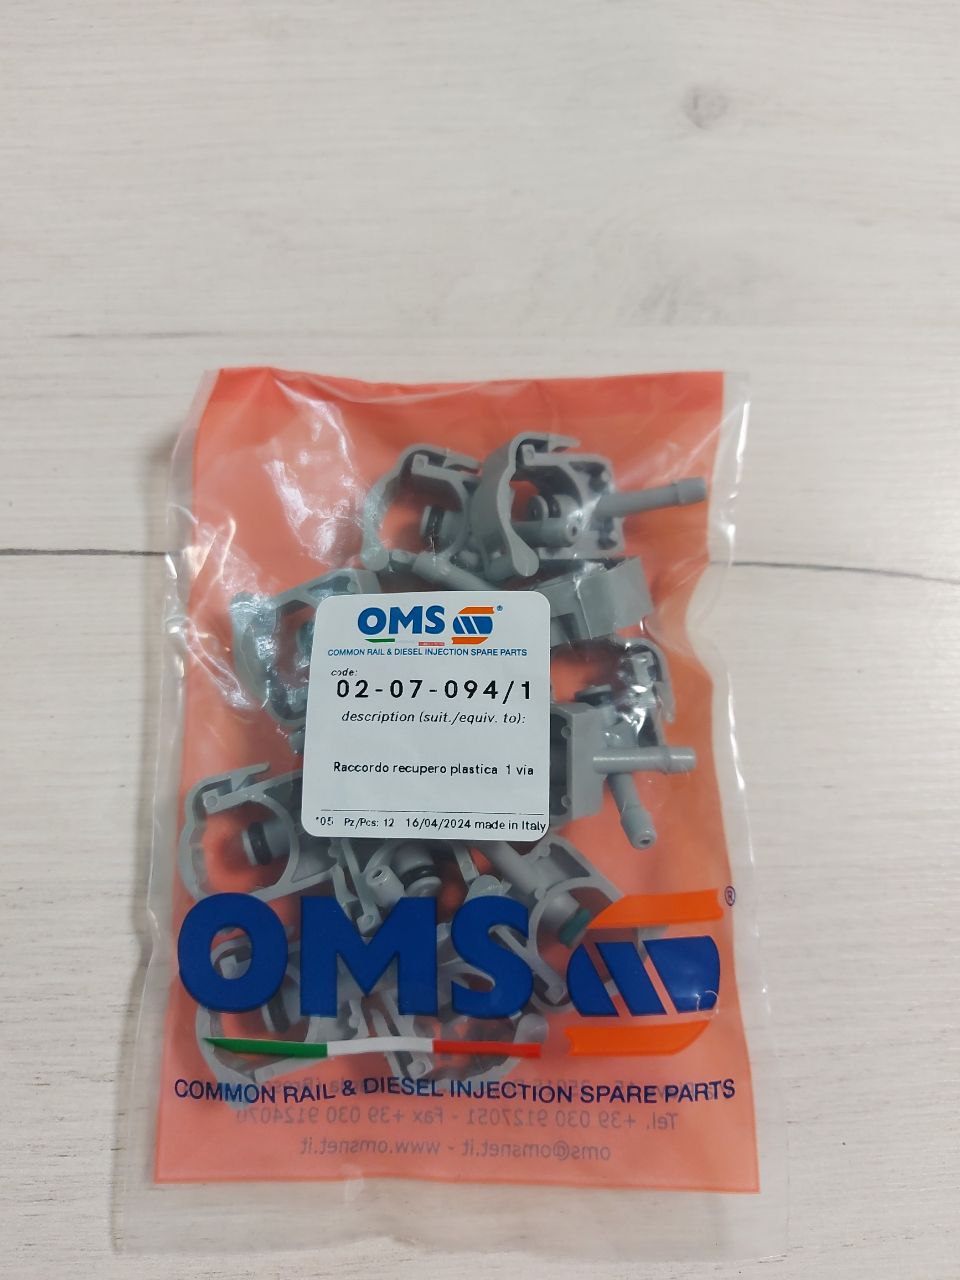 OMS ®
COMMON RAIL & DIESEL INJECTION SPARE PARTS
code:
02-07-094/1
description (suit./equiv. to):
Raccordo recupero plastica 1 via
*05 Pz/Pcs: 12 16/04/2024 made in Italy
OMS ®
COMMON RAIL & DIESEL INJECTION SPARE PARTS
Tel. +39 030 9127051 - Fax +39 030 9124070
oms@omsnet.it - www.omsnet.it